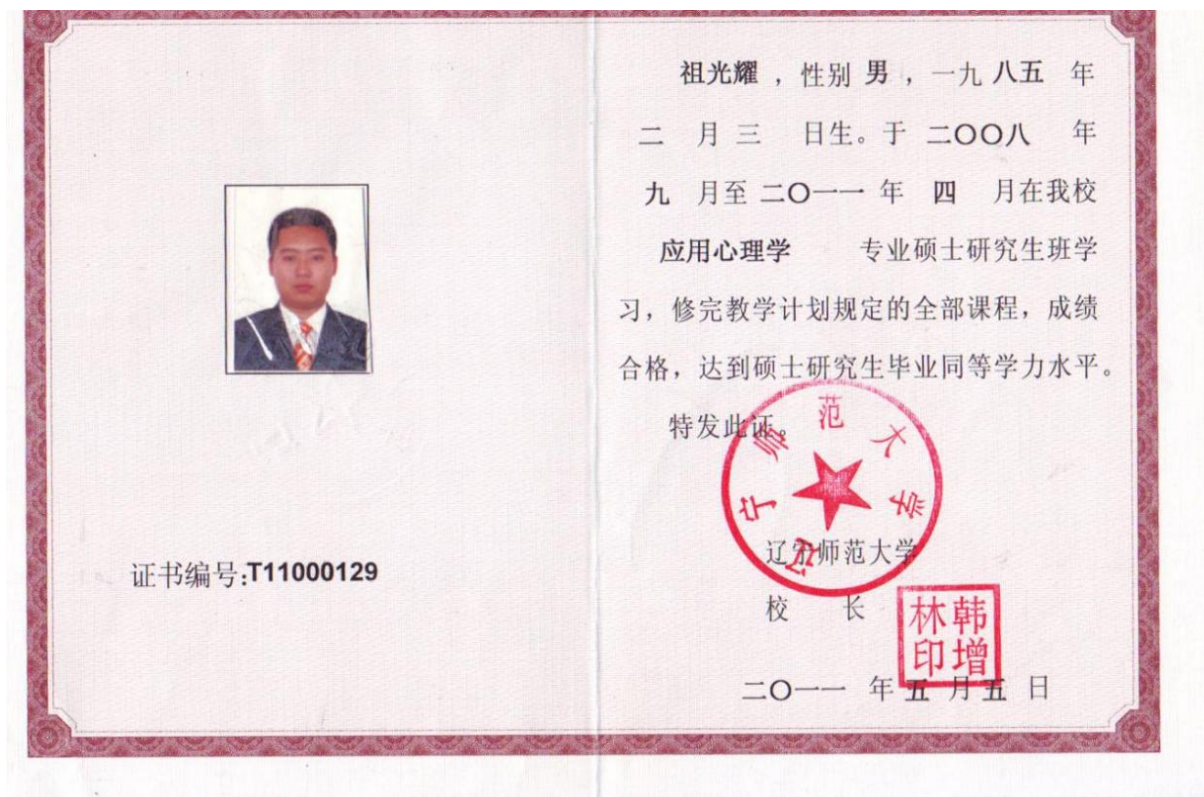 祖光耀，性别 男，一九八五 年
二 月 三 日生。于 二〇〇八 年
九 月至 二〇一一 年 四 月在我校
应用心理学 专业硕士研究生班学
习，修完教学计划规定的全部课程，成绩
合格，达到硕士研究生毕业同等学力水平。
特发此证。
辽宁师范大学
辽宁师范大学
校 长
韩增林印
二〇一一 年 五 月 五 日
证书编号:T11000129